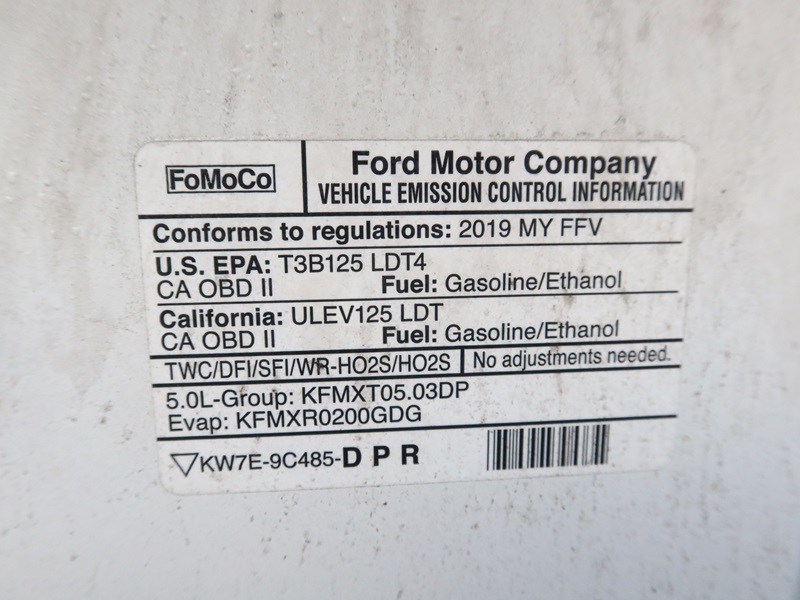 FoMoCo
Ford Motor Company
VEHICLE EMISSION CONTROL INFORMATION
Conforms to regulations: 2019 MY FFV
U.S. EPA: T3B125 LDT4
CA OBD II Fuel: Gasoline/Ethanol
California: ULEV125 LDT
CA OBD II Fuel: Gasoline/Ethanol
TWC/DFI/SFI/WR-HO2S/HO2S No adjustments needed.
5.0L-Group: KFMXT05.03DP
Evap: KFMXR0200GDG
KW7E-9C485-D P R